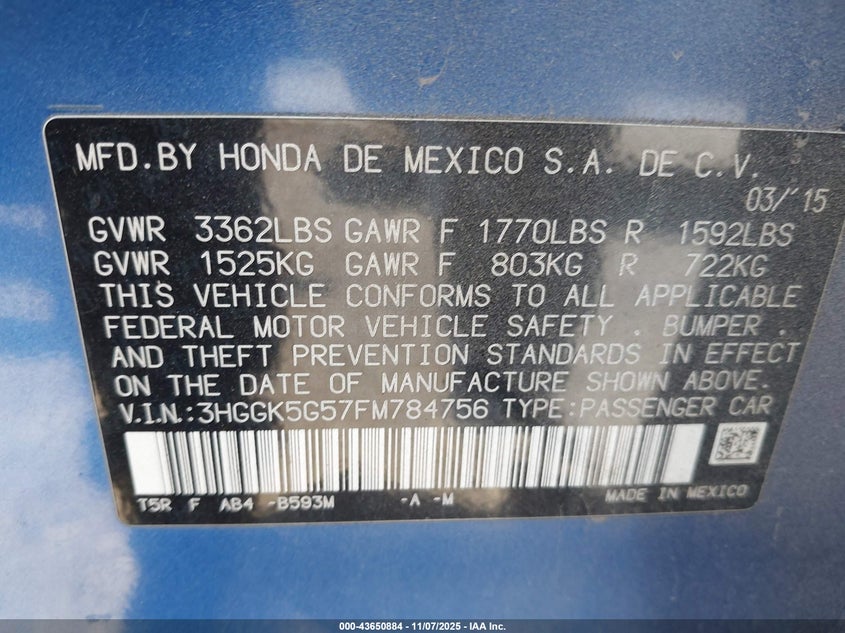 MFD.BY HONDA DE MEXICO S.A. DE C.V.
03/'15
GVWR 3362LBS GAWR F 1770LBS R 1592LBS
GVWR 1525KG GAWR F 803KG R 722KG
THIS VEHICLE CONFORMS TO ALL APPLICABLE
FEDERAL MOTOR VEHICLE SAFETY . BUMPER .
AND THEFT PREVENTION STANDARDS IN EFFECT
ON THE DATE OF MANUFACTURE SHOWN ABOVE.
V.I.N.:3HGGK5G57FM784756 TYPE:PASSENGER CAR
T5R F AB4 -B593M -A -M MADE IN MEXICO
000-43650884 - 11/07/2025 - IAA Inc.